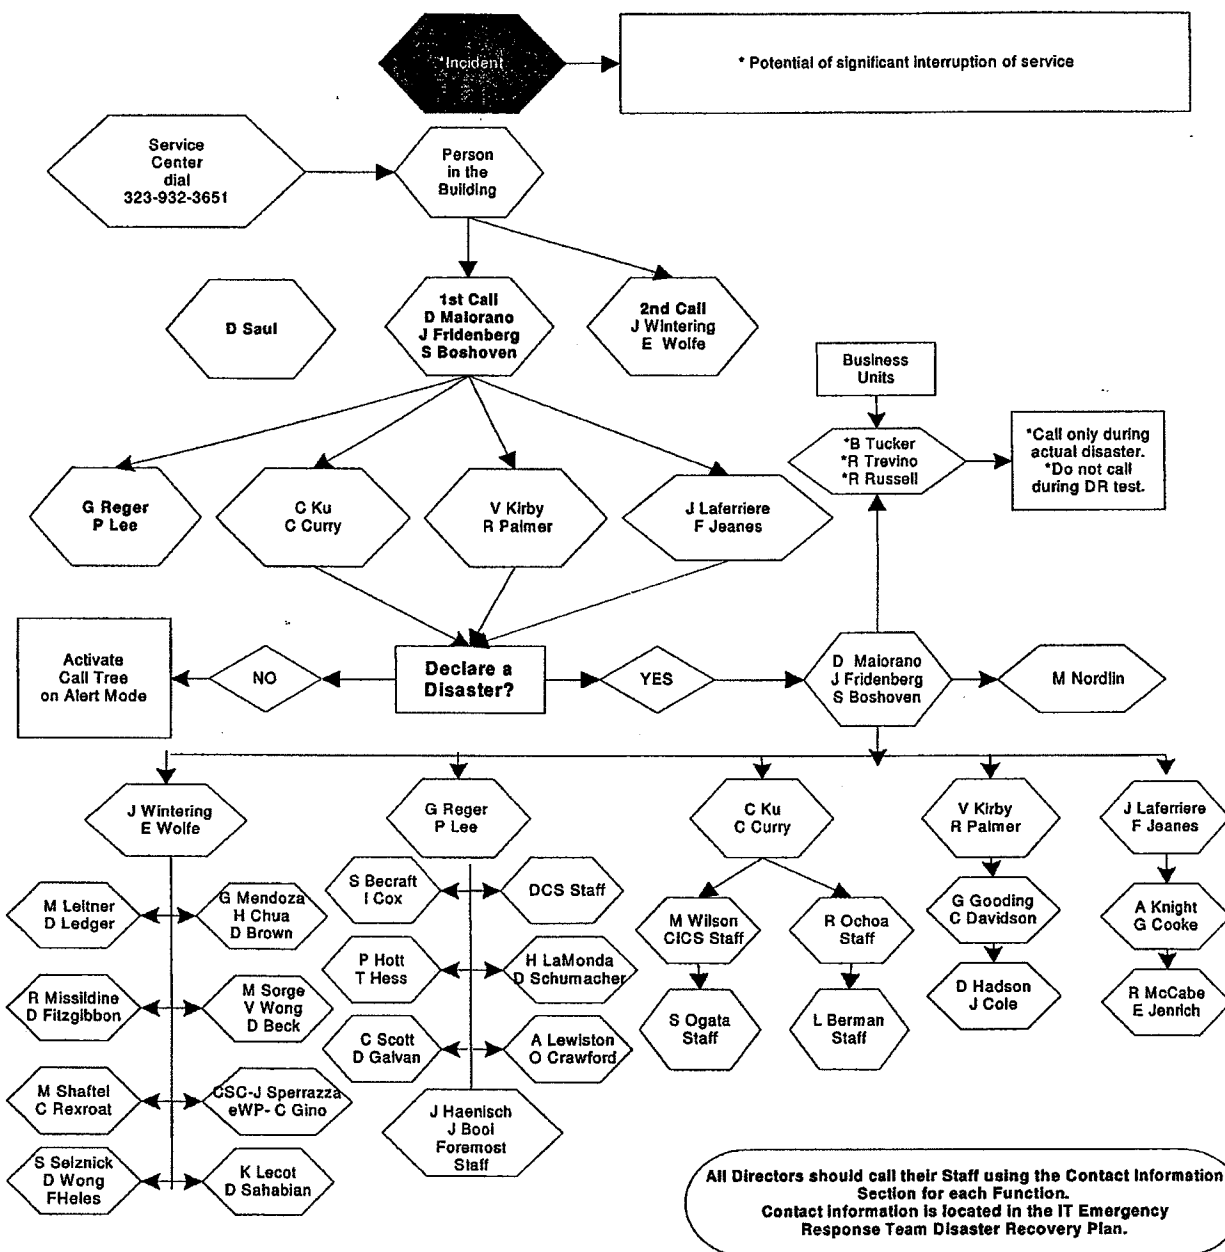 *Incident
* Potential of significant interruption of service
Service
Center
dial
323-932-3651
Person
in the
Building
D Saul
1st Call
D Maiorano
J Fridenberg
S Boshoven
2nd Call
J Wintering
E Wolfe
Business
Units
*B Tucker
*R Trevino
*R Russell
*Call only during
actual disaster.
*Do not call
during DR test.
G Reger
P Lee
C Ku
C Curry
V Kirby
R Palmer
J Laferriere
F Jeanes
Activate
Call Tree
on Alert Mode
NO
Declare a
Disaster?
YES
D Maiorano
J Fridenberg
S Boshoven
M Nordlin
J Wintering
E Wolfe
G Reger
P Lee
C Ku
C Curry
V Kirby
R Palmer
J Laferriere
F Jeanes
M Leitner
D Ledger
G Mendoza
H Chua
D Brown
S Becraft
I Cox
DCS Staff
M Wilson
CICS Staff
R Ochoa
Staff
G Gooding
C Davidson
A Knight
G Cooke
R Missildine
D Fitzgibbon
M Sorge
V Wong
D Beck
P Hott
T Hess
H LaMonda
D Schumacher
S Ogata
Staff
L Berman
Staff
D Hadson
J Cole
R McCabe
E Jenrich
C Scott
D Galvan
A Lewiston
O Crawford
M Shaftel
C Rexroat
CSC-J Sperrazza
eWP- C Gino
J Haenisch
J Bool
Foremost
Staff
S Selznick
D Wong
FHeles
K Lecot
D Sahabian
All Directors should call their Staff using the Contact Information
Section for each Function.
Contact information is located in the IT Emergency
Response Team Disaster Recovery Plan.